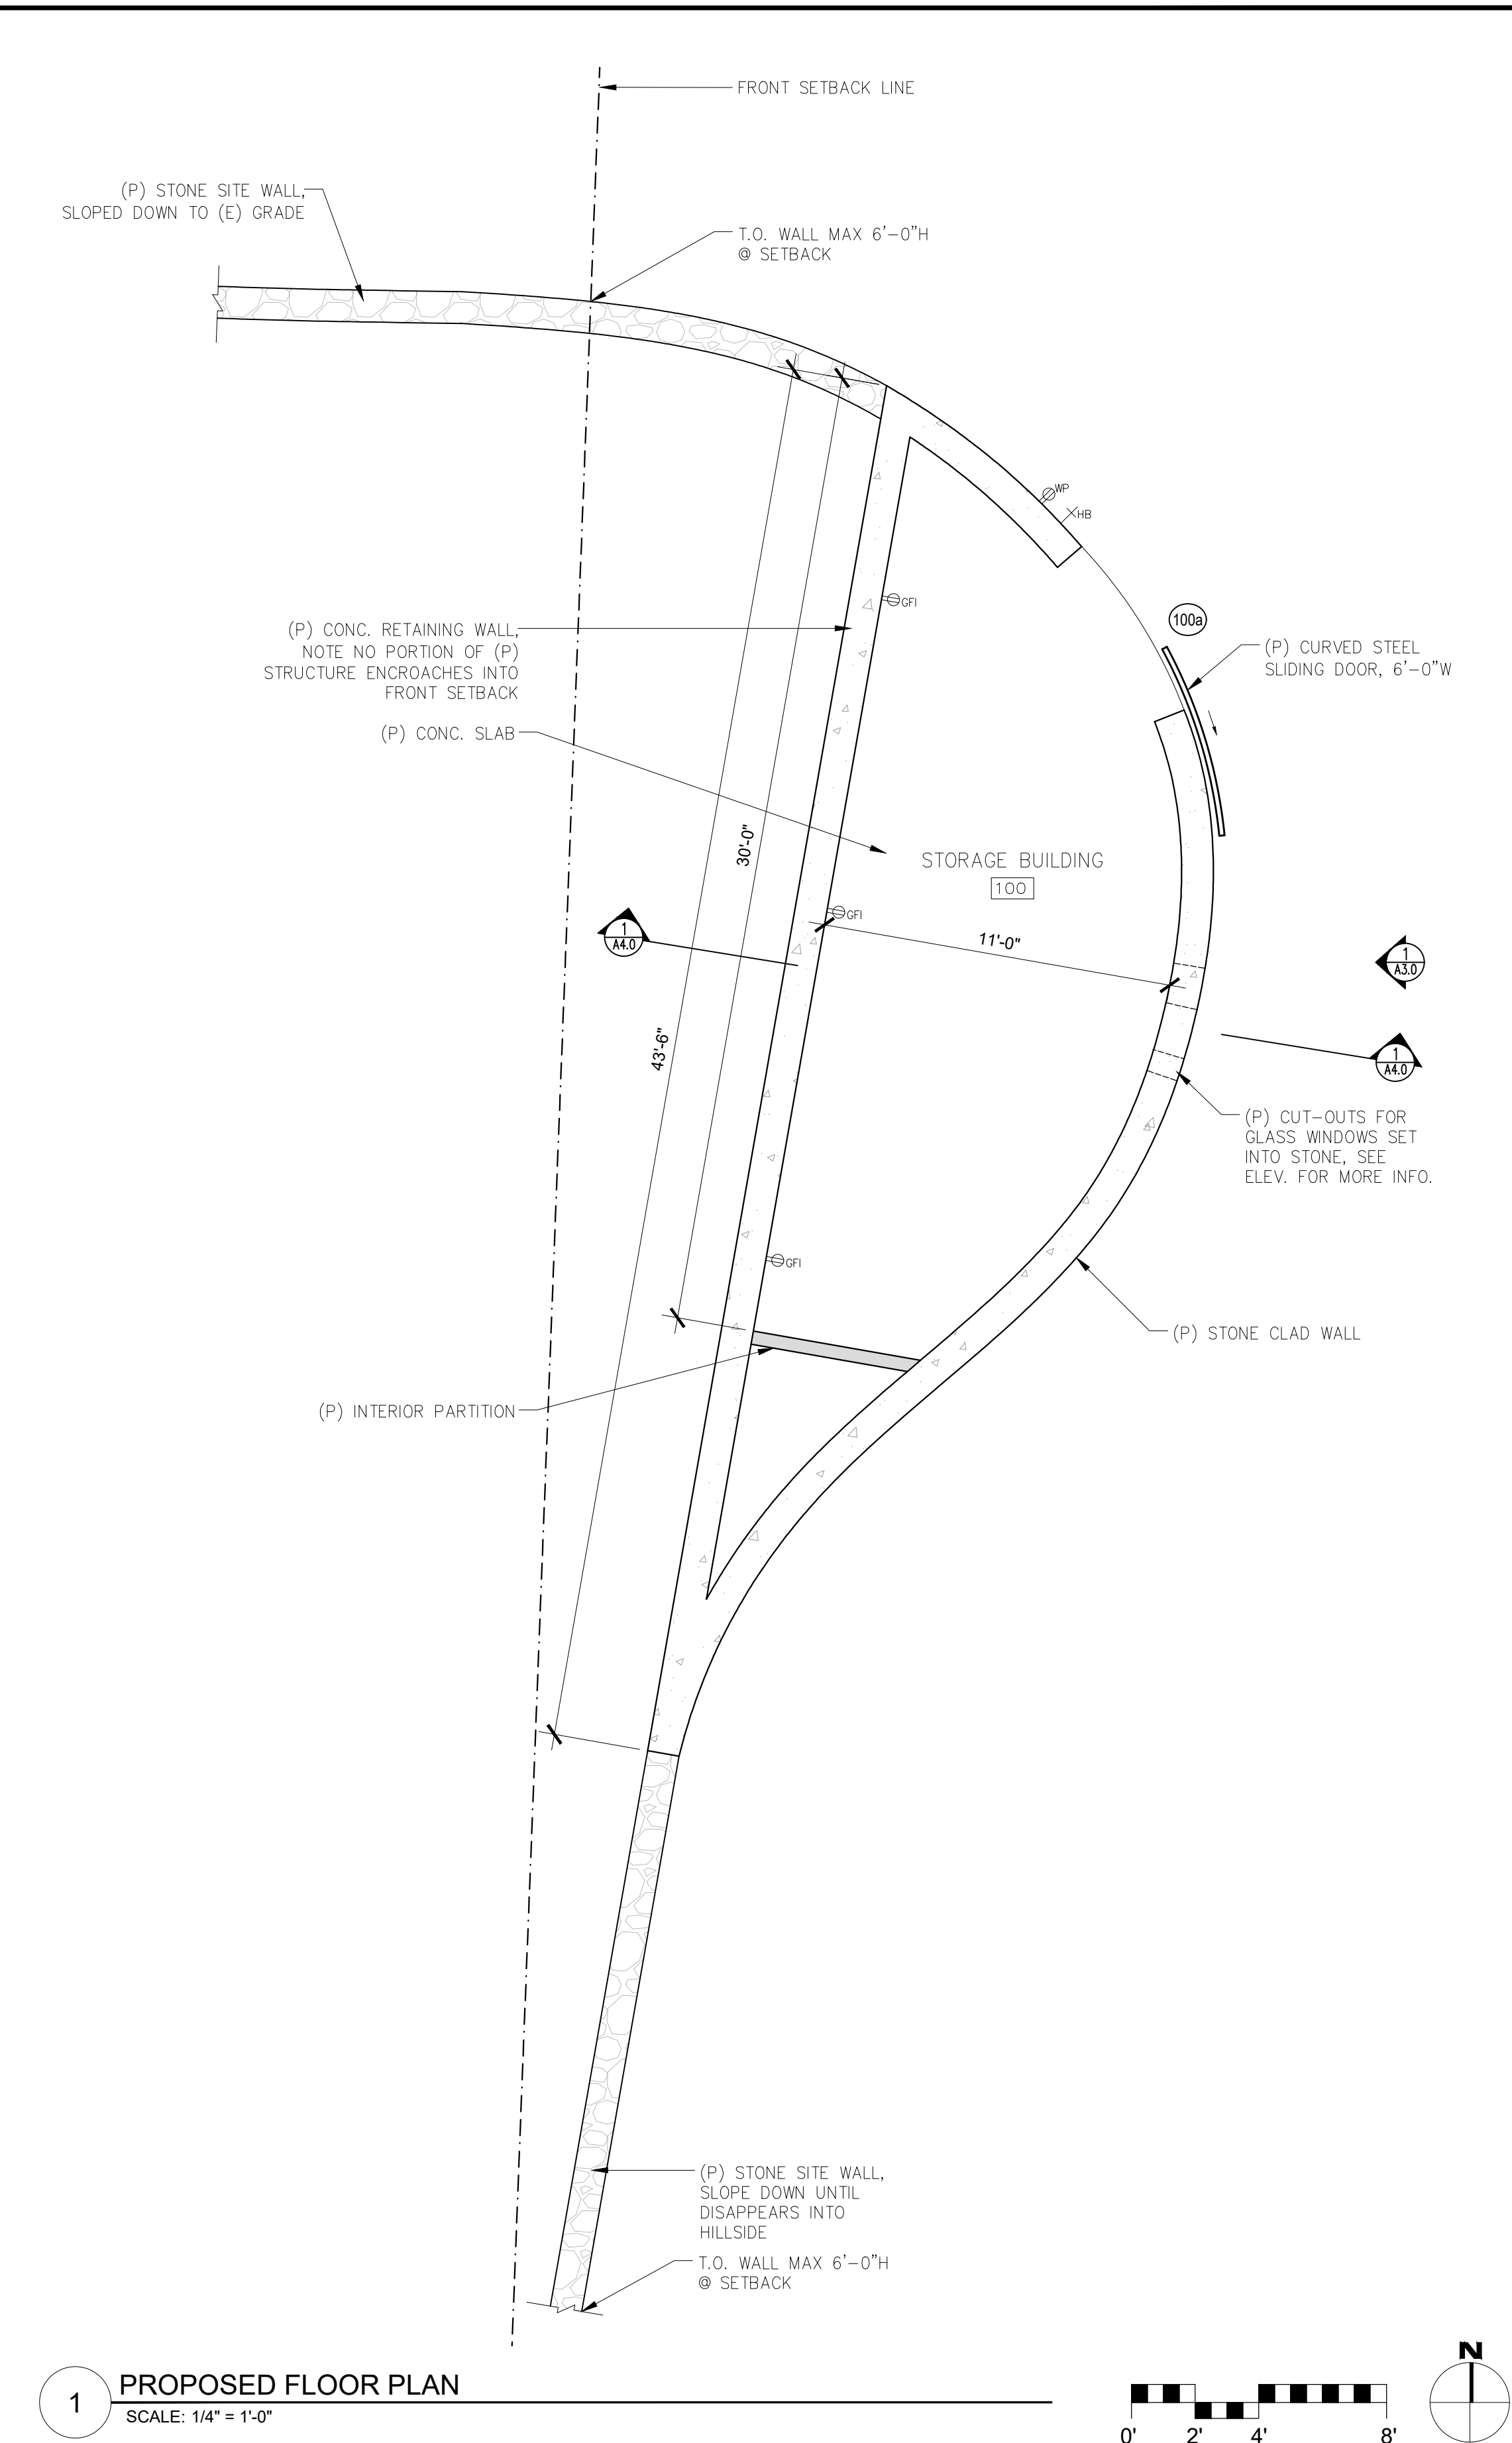 FRONT SETBACK LINE
(P) STONE SITE WALL,
SLOPED DOWN TO (E) GRADE
T.O. WALL MAX 6'-0"H
@ SETBACK
WP
HB
GFI
100a
(P) CURVED STEEL
SLIDING DOOR, 6'-0"W
(P) CONC. RETAINING WALL,
NOTE NO PORTION OF (P)
STRUCTURE ENCROACHES INTO
FRONT SETBACK
(P) CONC. SLAB
30'-0"
STORAGE BUILDING
100
GFI
1
A4.0
11'-0"
1
A3.0
43'-6"
1
A4.0
(P) CUT-OUTS FOR
GLASS WINDOWS SET
INTO STONE, SEE
ELEV. FOR MORE INFO.
GFI
(P) STONE CLAD WALL
(P) INTERIOR PARTITION
(P) STONE SITE WALL,
SLOPE DOWN UNTIL
DISAPPEARS INTO
HILLSIDE
T.O. WALL MAX 6'-0"H
@ SETBACK
1
PROPOSED FLOOR PLAN
SCALE: 1/4" = 1'-0"
0' 2' 4' 8'
N